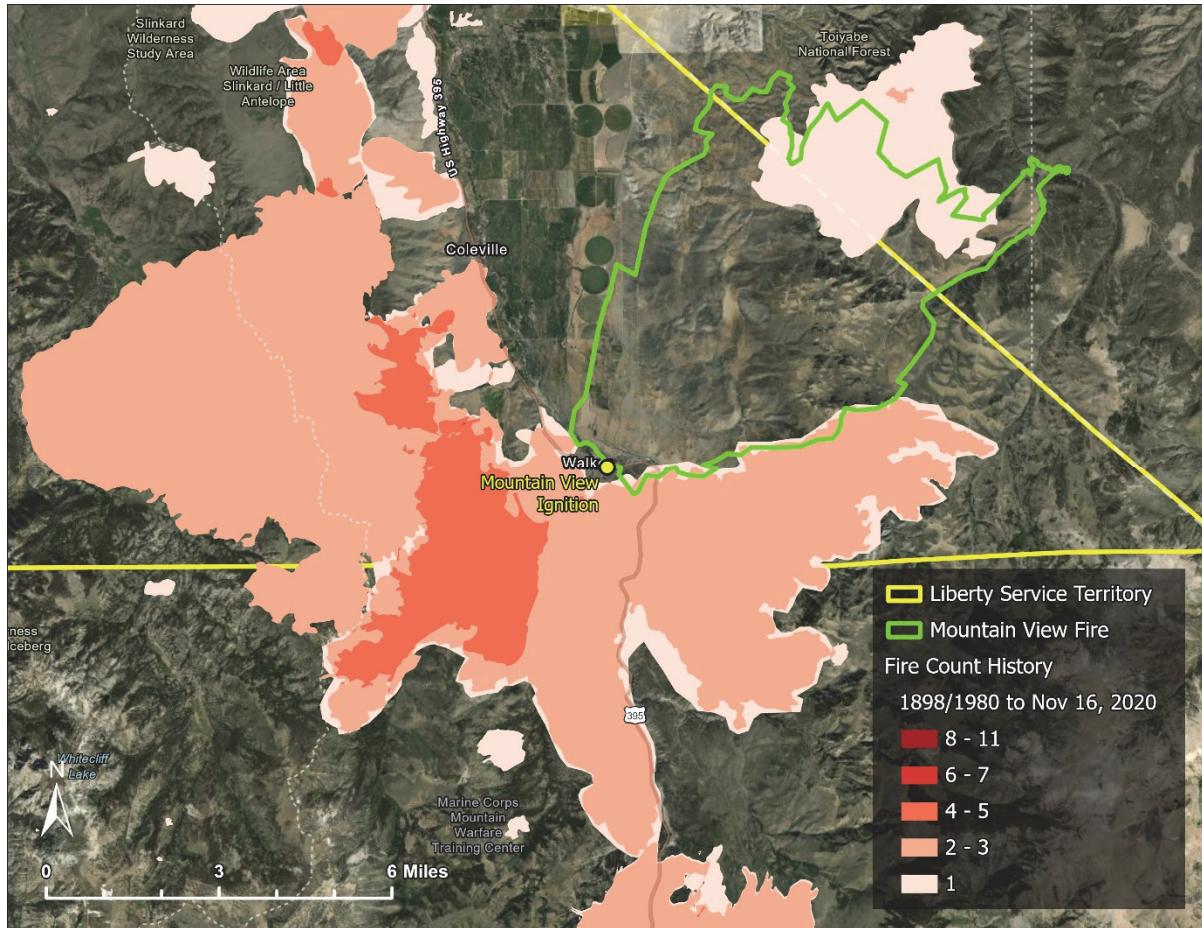 Slinkard
Wilderness
Study Area
Wildlife Area
Slinkard / Little
Antelope
US Highway 395
Toiyabe
National Forest
Coleville
Walk
Mountain View
Ignition
Liberty Service Territory
Mountain View Fire
Fire Count History
1898/1980 to Nov 16, 2020
8 - 11
6 - 7
4 - 5
2 - 3
1
rness
Iceberg
395
Whitecliff
Lake
N
Marine Corps
Mountain
Warfare
Training Center
0 3 6 Miles